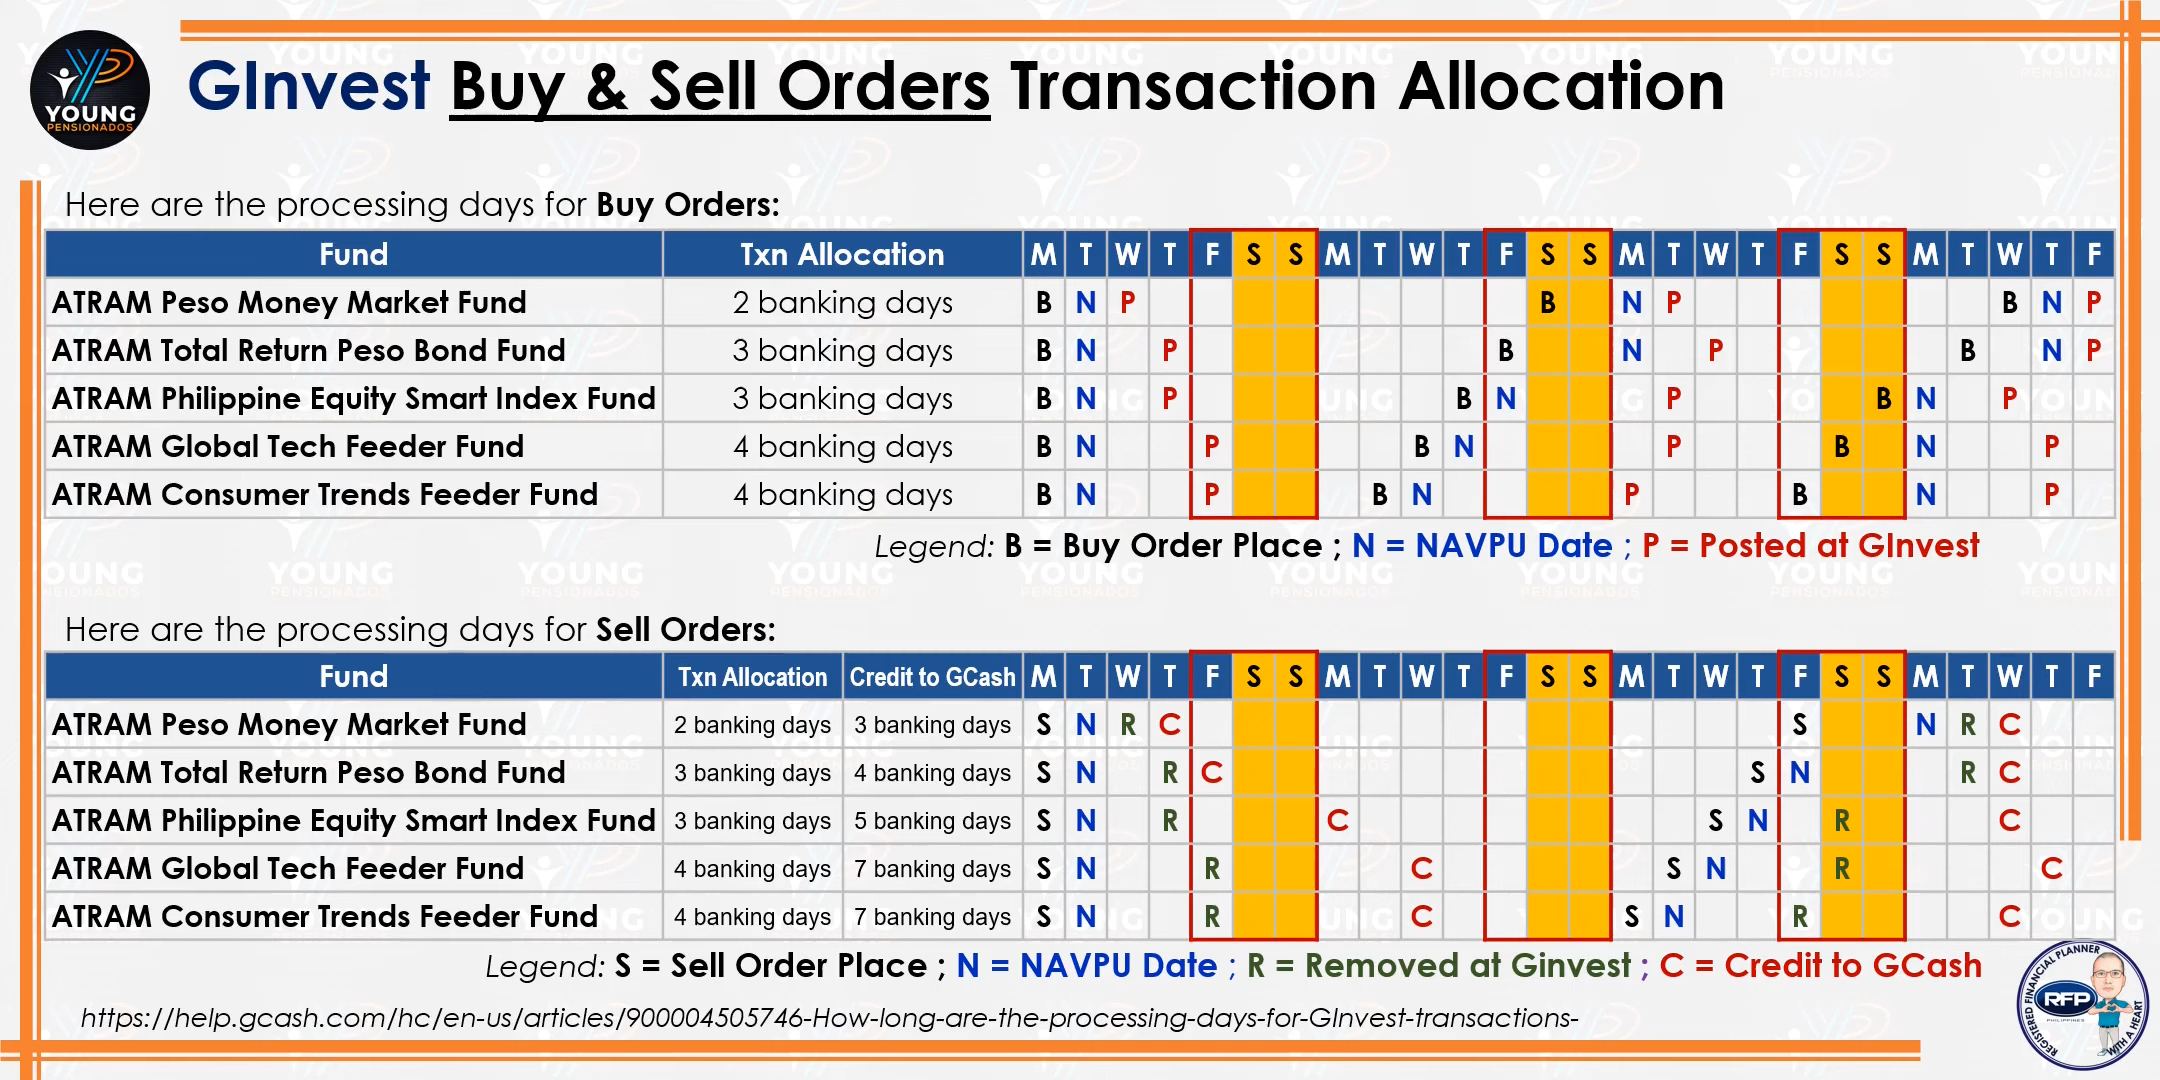 YOUNG
PENSIONADOS
GInvest Buy & Sell Orders Transaction Allocation
Here are the processing days for Buy Orders:
Fund Txn Allocation M T W T F S S M T W T F S S M T W T F S S M T W T F
ATRAM Peso Money Market Fund 2 banking days B N P B N P B N P
ATRAM Total Return Peso Bond Fund 3 banking days B N P B N P B N P
ATRAM Philippine Equity Smart Index Fund 3 banking days B N P B N P B N P
ATRAM Global Tech Feeder Fund 4 banking days B N P B N P B N P
ATRAM Consumer Trends Feeder Fund 4 banking days B N P B N P B N P
Legend: B = Buy Order Place ; N = NAVPU Date ; P = Posted at GInvest
Here are the processing days for Sell Orders:
Fund Txn Allocation Credit to GCash M T W T F S S M T W T F S S M T W T F S S M T W T F
ATRAM Peso Money Market Fund 2 banking days 3 banking days S N R C S N R C
ATRAM Total Return Peso Bond Fund 3 banking days 4 banking days S N R C S N R C
ATRAM Philippine Equity Smart Index Fund 3 banking days 5 banking days S N R C S N R C
ATRAM Global Tech Feeder Fund 4 banking days 7 banking days S N R C S N R C
ATRAM Consumer Trends Feeder Fund 4 banking days 7 banking days S N R C S N R C
Legend: S = Sell Order Place ; N = NAVPU Date ; R = Removed at Ginvest ; C = Credit to GCash
https://help.gcash.com/hc/en-us/articles/900004505746-How-long-are-the-processing-days-for-GInvest-transactions-
REGISTERED FINANCIAL PLANNER
RFP
PHILIPPINES
WITH A HEART